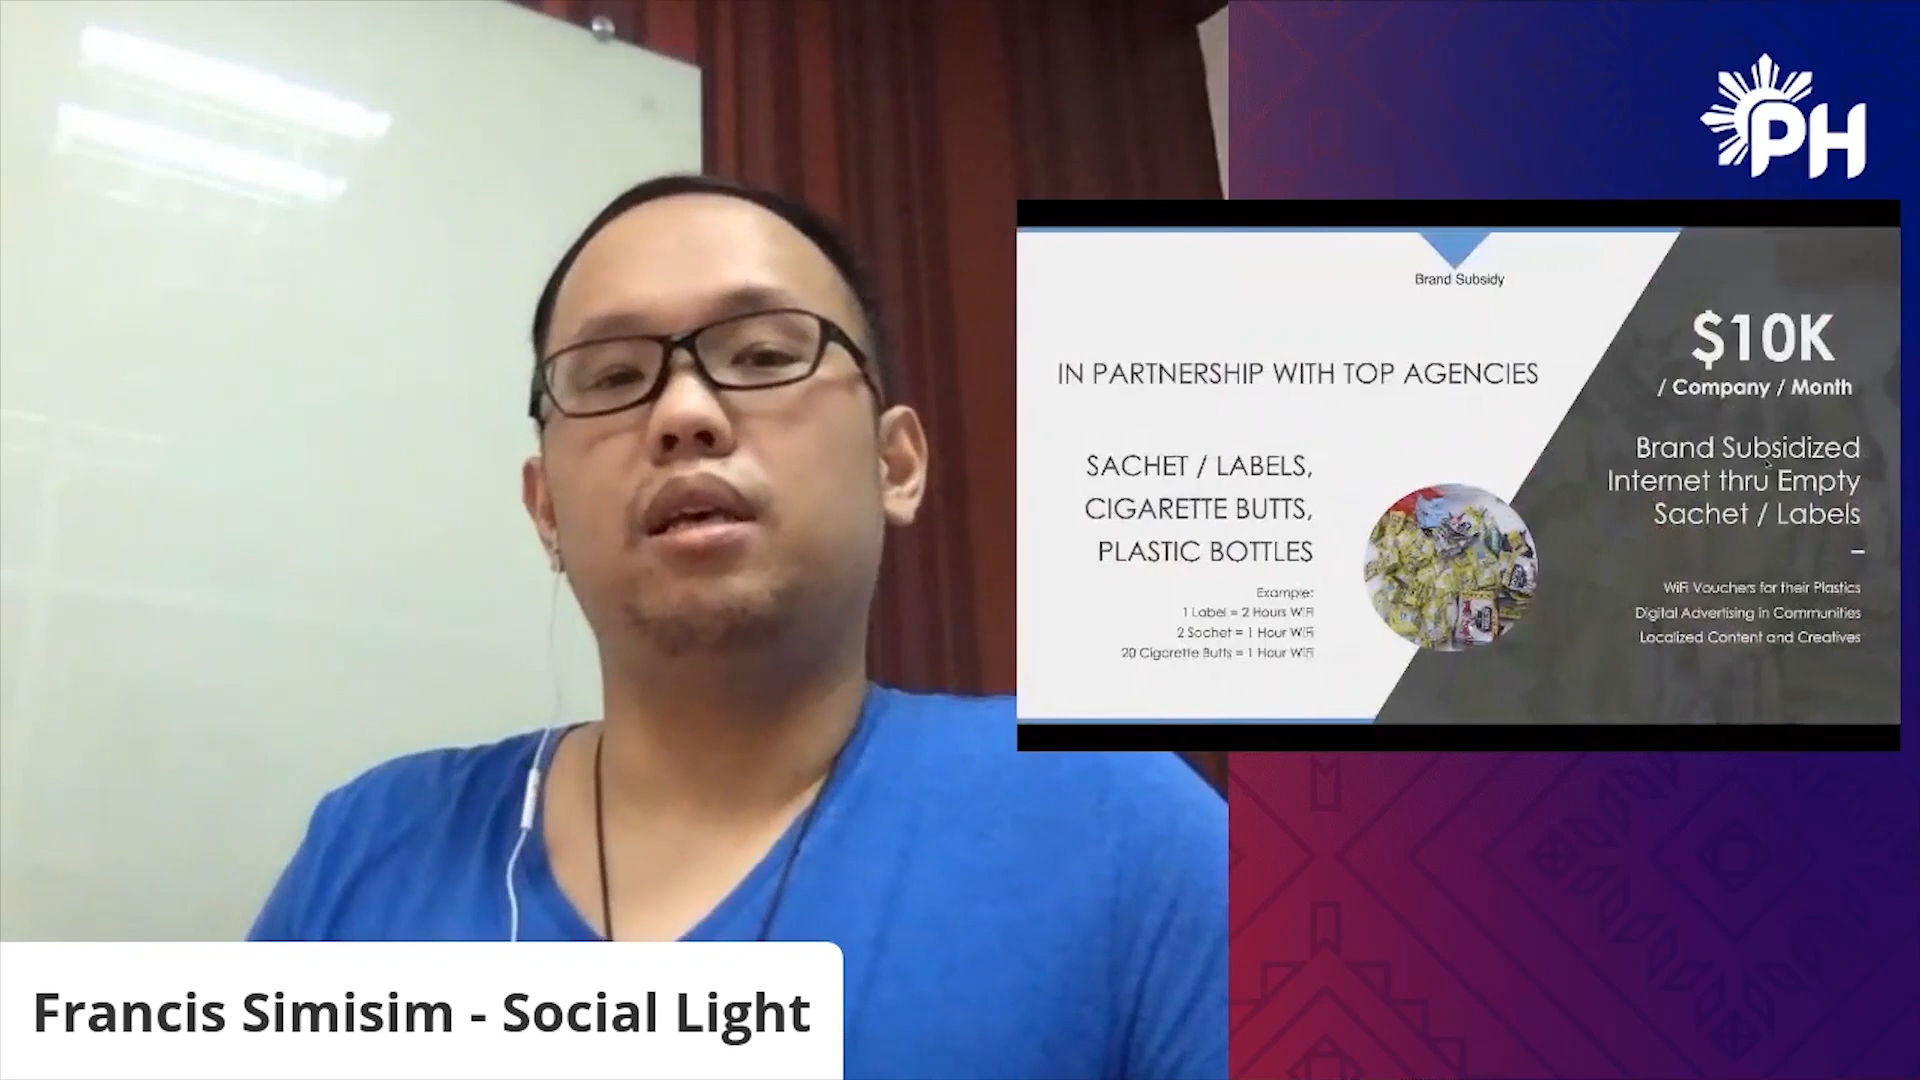 PH
Brand Subsidy
IN PARTNERSHIP WITH TOP AGENCIES
SACHET / LABELS,
CIGARETTE BUTTS,
PLASTIC BOTTLES
Example:
1 Label = 2 Hours WiFi
2 Sachet = 1 Hour WiFi
20 Cigarette Butts = 1 Hour WiFi
$10K
/ Company / Month
Brand Subsidized
Internet thru Empty
Sachet / Labels
–
WiFi Vouchers for their Plastics
Digital Advertising in Communities
Localized Content and Creatives
Francis Simisim - Social Light